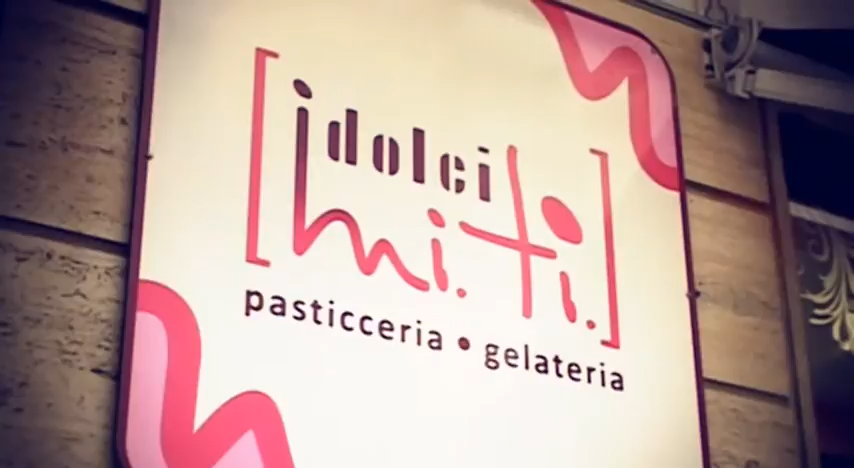 i dolci
mi.ti.
pasticceria • gelateria